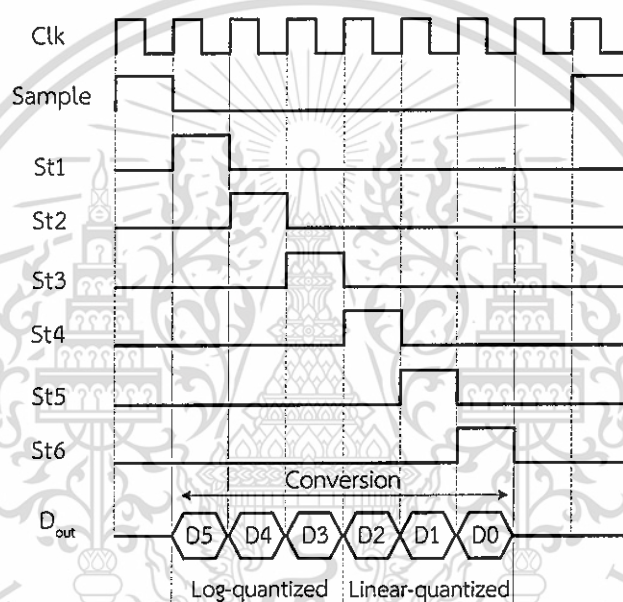 Clk
Sample
St1
St2
St3
St4
St5
St6
Conversion
Dout D5 D4 D3 D2 D1 D0
Log-quantized Linear-quantized